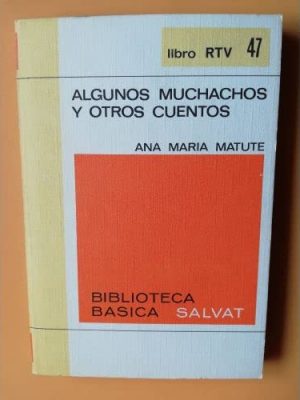 libro RTV 47
ALGUNOS MUCHACHOS
Y OTROS CUENTOS
ANA MARIA MATUTE
BIBLIOTECA
BASICA SALVAT